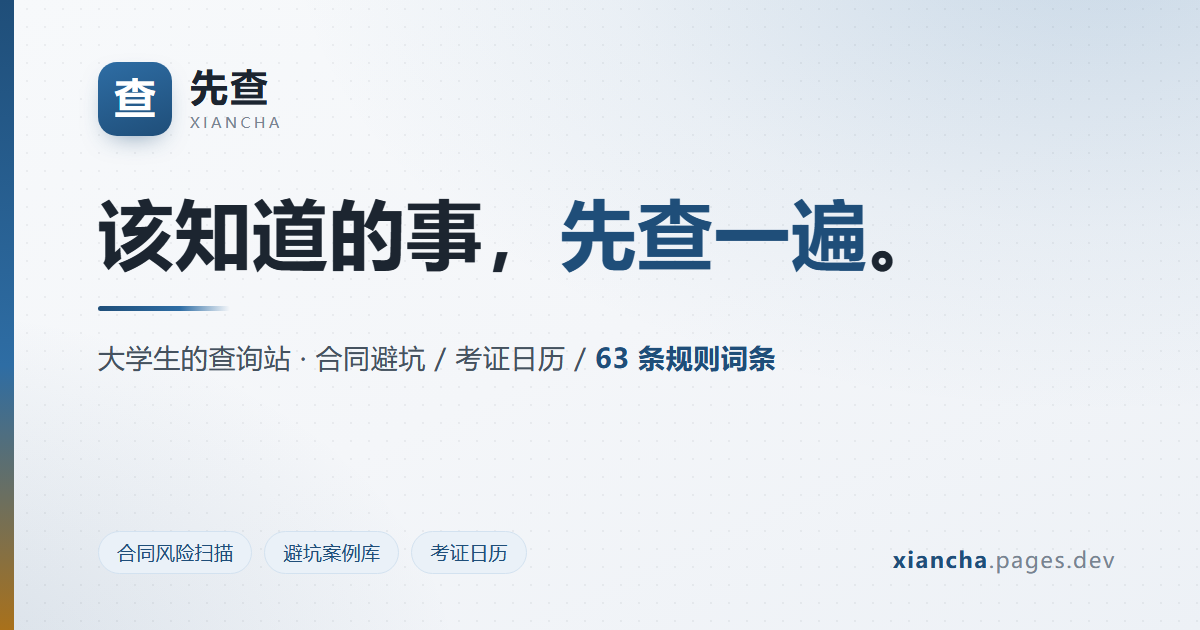 查
先查
XIANCHA
该知道的事，先查一遍。
大学生的查询站 · 合同避坑 / 考证日历 / 63 条规则词条
合同风险扫描 避坑案例库 考证日历
xiancha.pages.dev